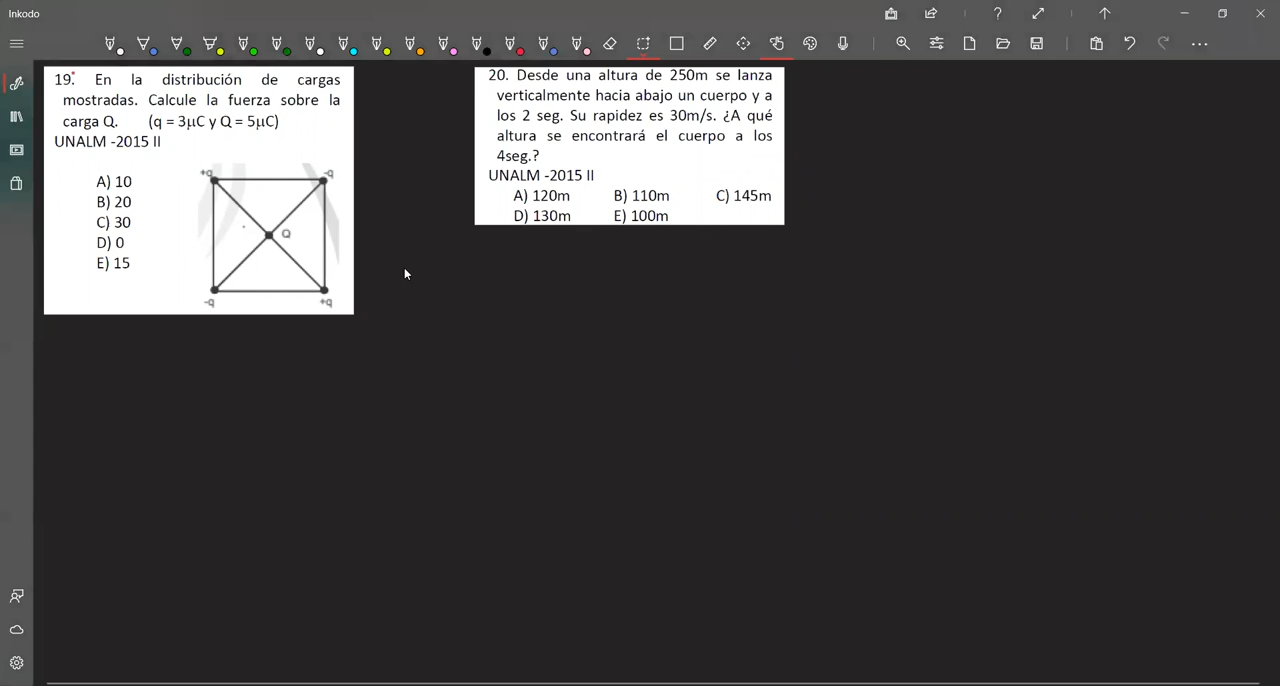 Inkodo
19. En la distribución de cargas
mostradas. Calcule la fuerza sobre la
carga Q. (q = 3µC y Q = 5µC)
UNALM -2015 II
A) 10
B) 20
C) 30
D) 0
E) 15
+q
-q
Q
-q
+q
20. Desde una altura de 250m se lanza
verticalmente hacia abajo un cuerpo y a
los 2 seg. Su rapidez es 30m/s. ¿A qué
altura se encontrará el cuerpo a los
4seg.?
UNALM -2015 II
A) 120m B) 110m C) 145m
D) 130m E) 100m